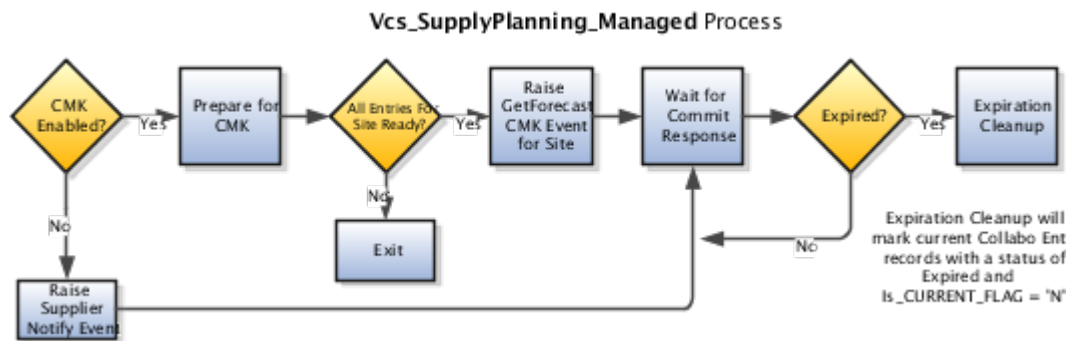 Vcs_SupplyPlanning_Managed Process
CMK
Enabled?
Yes
Prepare for
CMK
All Entries For
Site Ready?
Yes
Raise
GetForecast
CMK Event
for Site
Wait for
Commit
Response
Expired?
Yes
Expiration
Cleanup
No
No
Exit
No
Raise
Supplier
Notify Event
Expiration Cleanup will
mark current Collabo Ent
records with a status of
Expired and
Is_CURRENT_FLAG = "N"